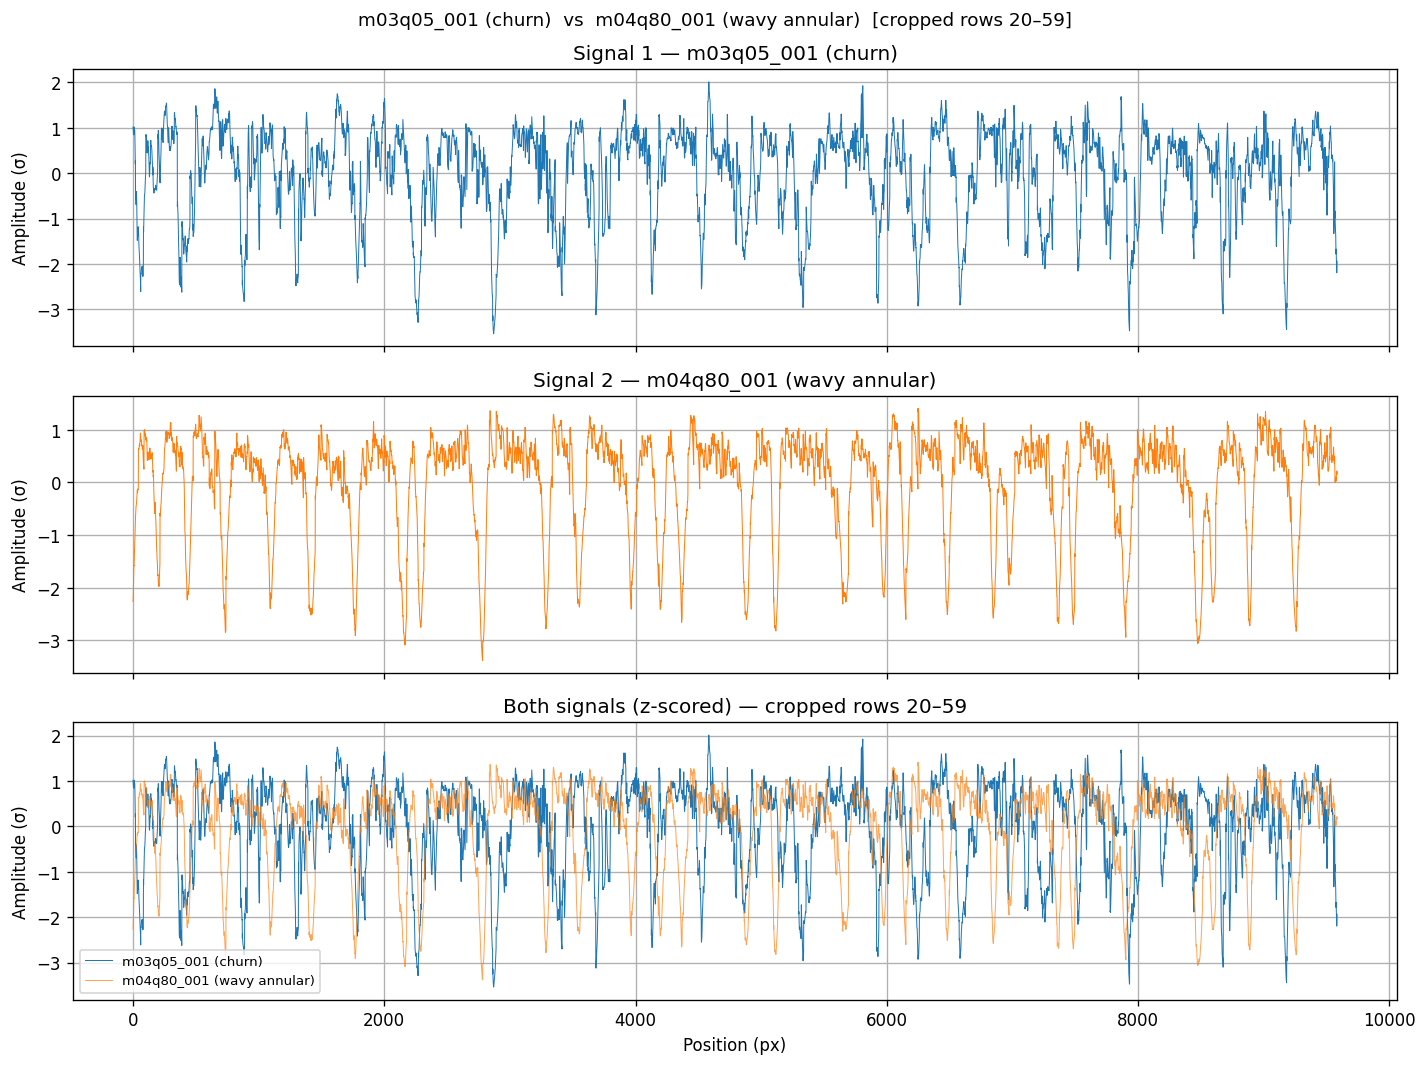 m03q05_001 (churn)  vs  m04q80_001 (wavy annular)  [cropped rows 20–59]
Signal 1 — m03q05_001 (churn)
2
1
0
−1
−2
−3
Amplitude (σ)
Signal 2 — m04q80_001 (wavy annular)
1
0
−1
−2
−3
Amplitude (σ)
Both signals (z-scored) — cropped rows 20–59
2
1
0
−1
−2
−3
Amplitude (σ)
m03q05_001 (churn)
m04q80_001 (wavy annular)
0 2000 4000 6000 8000 10000
Position (px)